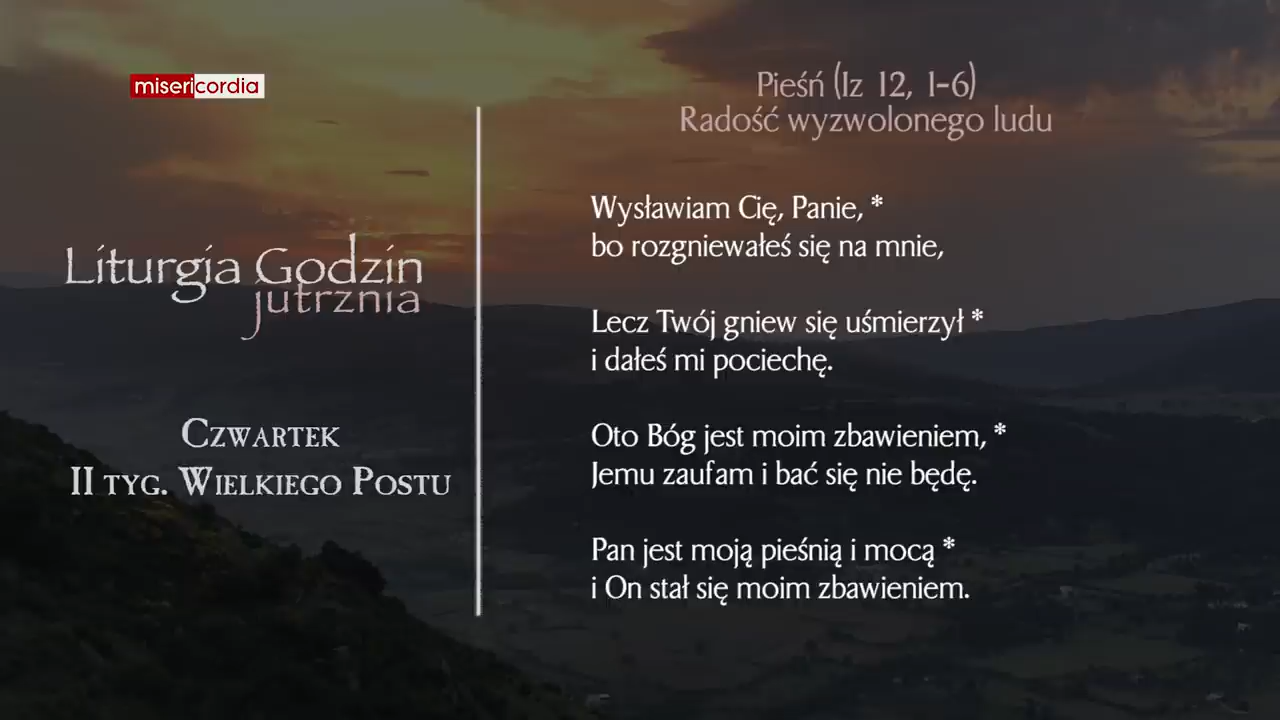 misericordia
Liturgia Godzin
jutrznia
Czwartek
II tyg. Wielkiego Postu
Pieśń (Iz 12, 1-6)
Radość wyzwolonego ludu
Wysławiam Cię, Panie, *
bo rozgniewałeś się na mnie,
Lecz Twój gniew się uśmierzył *
i dałeś mi pociechę.
Oto Bóg jest moim zbawieniem, *
Jemu zaufam i bać się nie będę.
Pan jest moją pieśnią i mocą *
i On stał się moim zbawieniem.